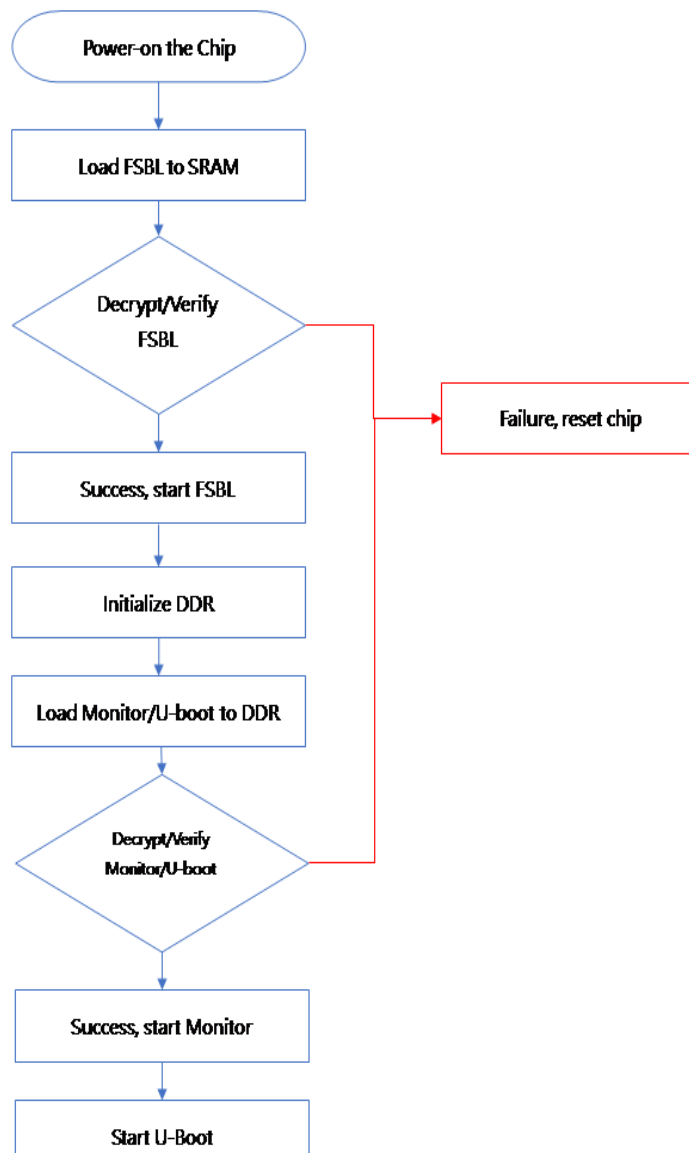 Power-on the Chip
Load FSBL to SRAM
Decrypt/Verify
FSBL
Failure, reset chip
Success, start FSBL
Initialize DDR
Load Monitor/U-boot to DDR
Decrypt/Verify
Monitor/U-boot
Success, start Monitor
Start U-Boot